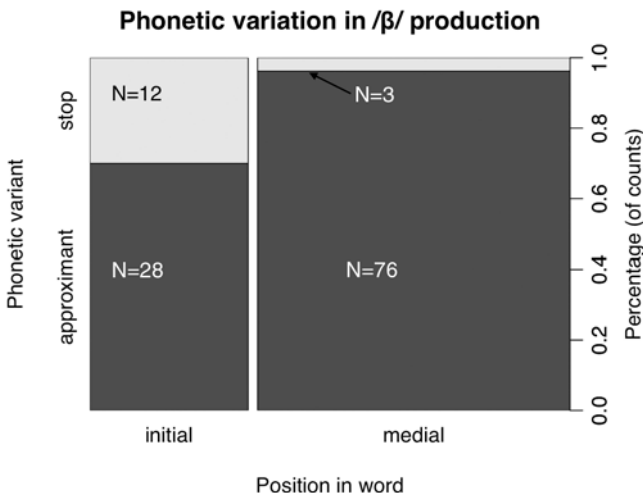 Phonetic variation in /β/ production
Phonetic variant
stop
approximant
N=12
N=3
N=28
N=76
1.0
0.8
0.6
0.4
0.2
0.0
Percentage (of counts)
initial
medial
Position in word